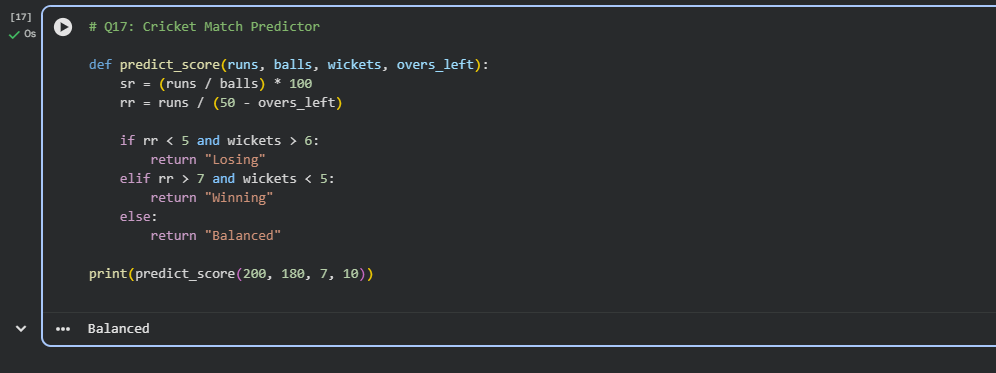 [17]
0s
# Q17: Cricket Match Predictor
def predict_score(runs, balls, wickets, overs_left):
    sr = (runs / balls) * 100
    rr = runs / (50 - overs_left)
    if rr < 5 and wickets > 6:
        return "Losing"
    elif rr > 7 and wickets < 5:
        return "Winning"
    else:
        return "Balanced"
print(predict_score(200, 180, 7, 10))
Balanced